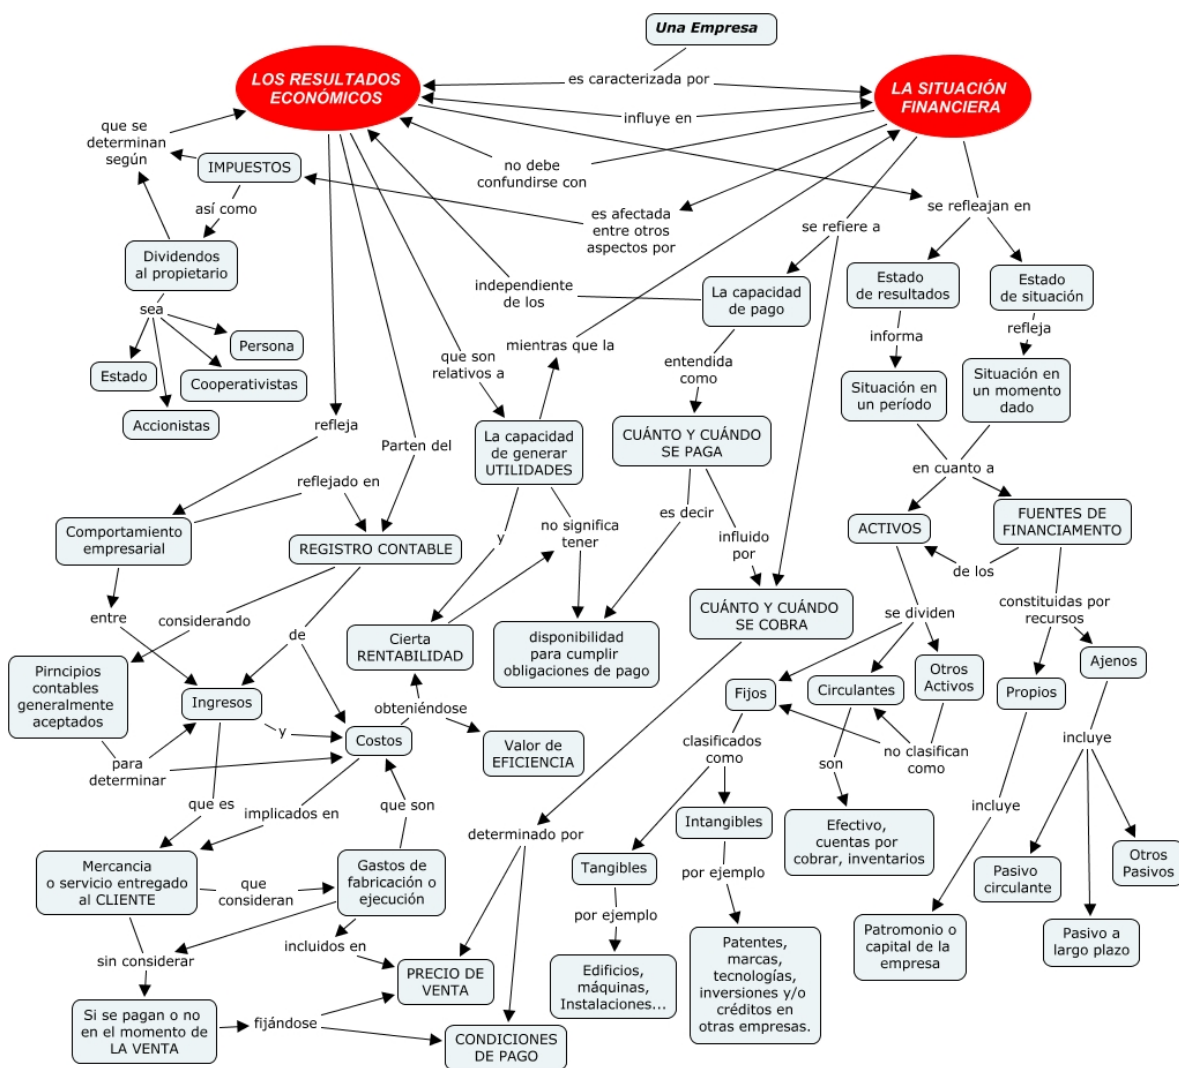 Una Empresa
LOS RESULTADOS
ECONÓMICOS
es caracterizada por
LA SITUACIÓN
FINANCIERA
influye en
que se
determinan
según
IMPUESTOS
no debe
confundirse con
así como
es afectada
entre otros
aspectos por
se refleajan en
se refiere a
Dividendos
al propietario
independiente
de los
La capacidad
de pago
Estado
de resultados
Estado
de situación
sea
Persona
Estado
Cooperativistas
Accionistas
que son
relativos a
mientras que la
entendida
como
informa
refleja
Situación en
un período
Situación en
un momento
dado
refleja
Parten del
La capacidad
de generar
UTILIDADES
CUÁNTO Y CUÁNDO
SE PAGA
en cuanto a
reflejado en
Comportamiento
empresarial
REGISTRO CONTABLE
y
no significa
tener
es decir
influido
por
ACTIVOS
FUENTES DE
FINANCIAMENTO
de los
entre
considerando
de
Cierta
RENTABILIDAD
disponibilidad
para cumplir
obligaciones de pago
CUÁNTO Y CUÁNDO
SE COBRA
se dividen
constituidas por
recursos
Pirncipios
contables
generalmente
aceptados
Ingresos
y
Costos
obteniéndose
Fijos
Circulantes
Otros
Activos
Propios
Ajenos
para
determinar
Valor de
EFICIENCIA
clasificados
como
son
no clasifican
como
incluye
que es
implicados en
que son
determinado por
Intangibles
Efectivo,
cuentas por
cobrar, inventarios
incluye
Mercancia
o servicio entregado
al CLIENTE
que
consideran
Gastos de
fabricación o
ejecución
Tangibles
por ejemplo
Pasivo
circulante
Otros
Pasivos
por ejemplo
sin considerar
incluidos en
PRECIO DE
VENTA
Edificios,
máquinas,
Instalaciones...
Patentes,
marcas,
tecnologías,
inversiones y/o
créditos en
otras empresas.
Patromonio o
capital de la
empresa
Pasivo a
largo plazo
Si se pagan o no
en el momento de
LA VENTA
fijándose
CONDICIONES
DE PAGO